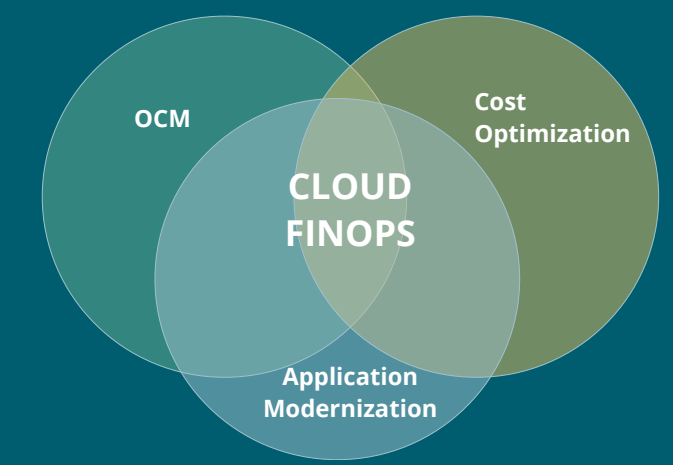 OCM
Cost
Optimization
CLOUD
FINOPS
Application
Modernization